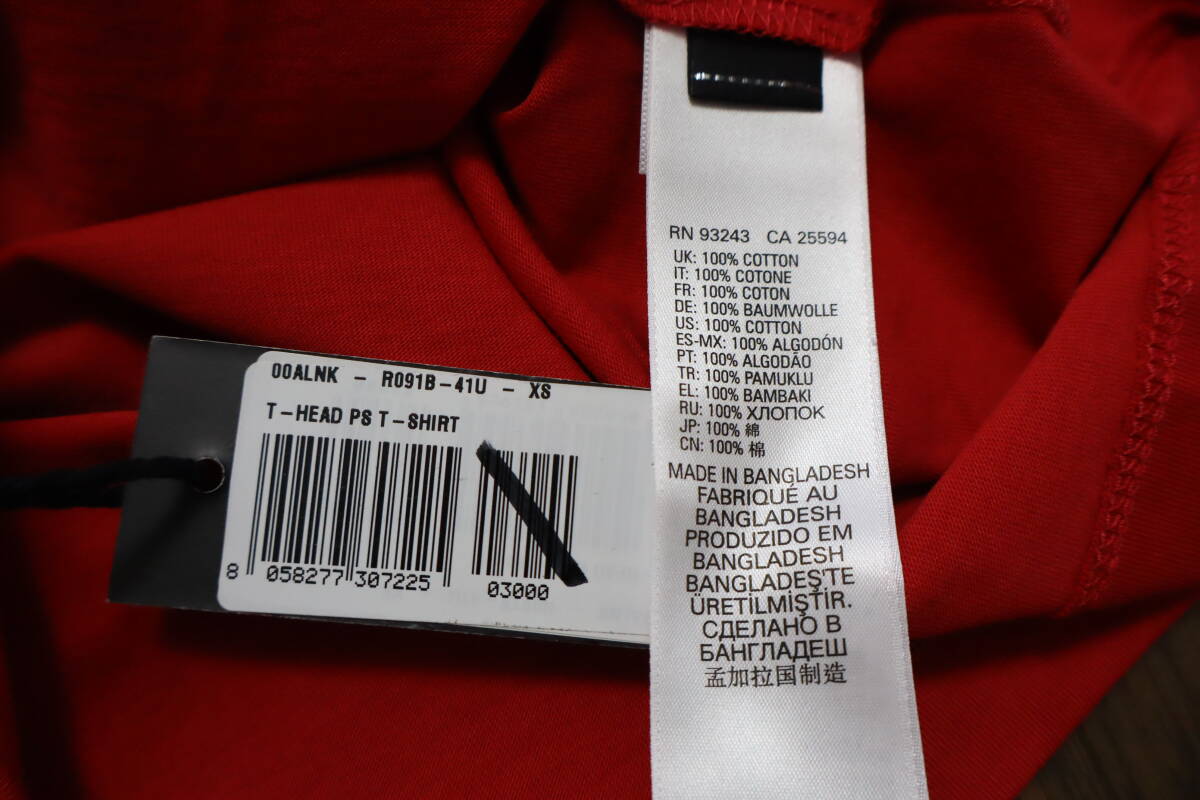 00ALNK - R091B-41U - XS
T-HEAD PS T-SHIRT
8 058277 307225
03000
RN 93243 CA 25594
UK: 100% COTTON
IT: 100% COTONE
FR: 100% COTON
DE: 100% BAUMWOLLE
US: 100% COTTON
ES-MX: 100% ALGODÓN
PT: 100% ALGODÃO
TR: 100% PAMUKLU
EL: 100% BAMBAKI
RU: 100% ХЛОПОК
JP: 100% 綿
CN: 100% 棉
MADE IN BANGLADESH
FABRIQUÉ AU
BANGLADESH
PRODUZIDO EM
BANGLADESH
BANGLADEŞ'TE
ÜRETİLMİŞTİR.
СДЕЛАНО В
БАНГЛАДЕШ
孟加拉国制造